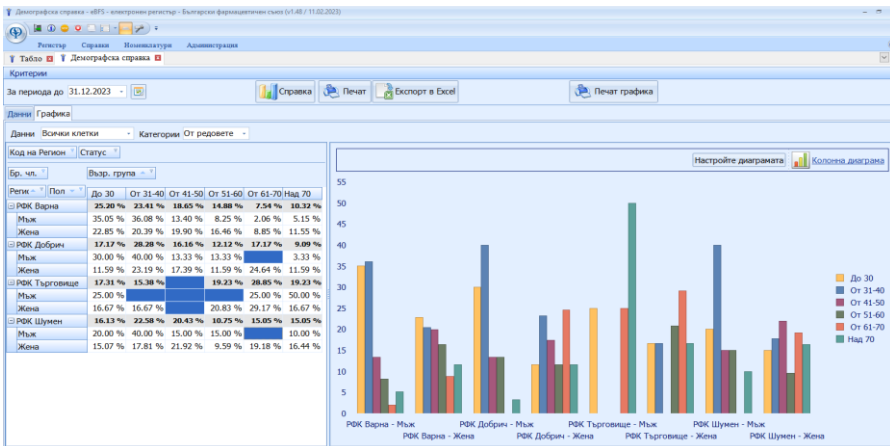 Демографска справка - eBFS - електронен регистър - Български фармацевтичен съюз (v1.48 / 11.02.2023)
Регистър Справки Номенклатури Администрация
Табло Демографска справка
Критерии
За периода до 31.12.2023 Справка Печат Експорт в Excel Печат графика
Данни Графика
Данни Всички клетки Категории От редовете
Код на Регион Статус
Настройте диаграмата Колонна диаграма
Бр. чл. Възр. група
Регис Пол До 30 От 31-40 От 41-50 От 51-60 От 61-70 Над 70
РФК Варна 25.20 % 23.41 % 18.65 % 14.88 % 7.54 % 10.32 %
Мъж 35.05 % 36.08 % 13.40 % 8.25 % 2.06 % 5.15 %
Жена 22.85 % 20.39 % 19.90 % 16.46 % 8.85 % 11.55 %
РФК Добрич 17.17 % 28.28 % 16.16 % 12.12 % 17.17 % 9.09 %
Мъж 30.00 % 40.00 % 13.33 % 13.33 % 3.33 %
Жена 11.59 % 23.19 % 17.39 % 11.59 % 24.64 % 11.59 %
РФК Търговище 17.31 % 15.38 % 19.23 % 28.85 % 19.23 %
Мъж 25.00 % 25.00 % 50.00 %
Жена 16.67 % 16.67 % 20.83 % 29.17 % 16.67 %
РФК Шумен 16.13 % 22.58 % 20.43 % 10.75 % 15.05 % 15.05 %
Мъж 20.00 % 40.00 % 15.00 % 15.00 % 10.00 %
Жена 15.07 % 17.81 % 21.92 % 9.59 % 19.18 % 16.44 %
55
50
45
40
35
30
25
20
15
10
5
0
РФК Варна - Мъж РФК Добрич - Мъж РФК Търговище - Мъж РФК Шумен - Мъж
РФК Варна - Жена РФК Добрич - Жена РФК Търговище - Жена РФК Шумен - Жена
До 30
От 31-40
От 41-50
От 51-60
От 61-70
Над 70